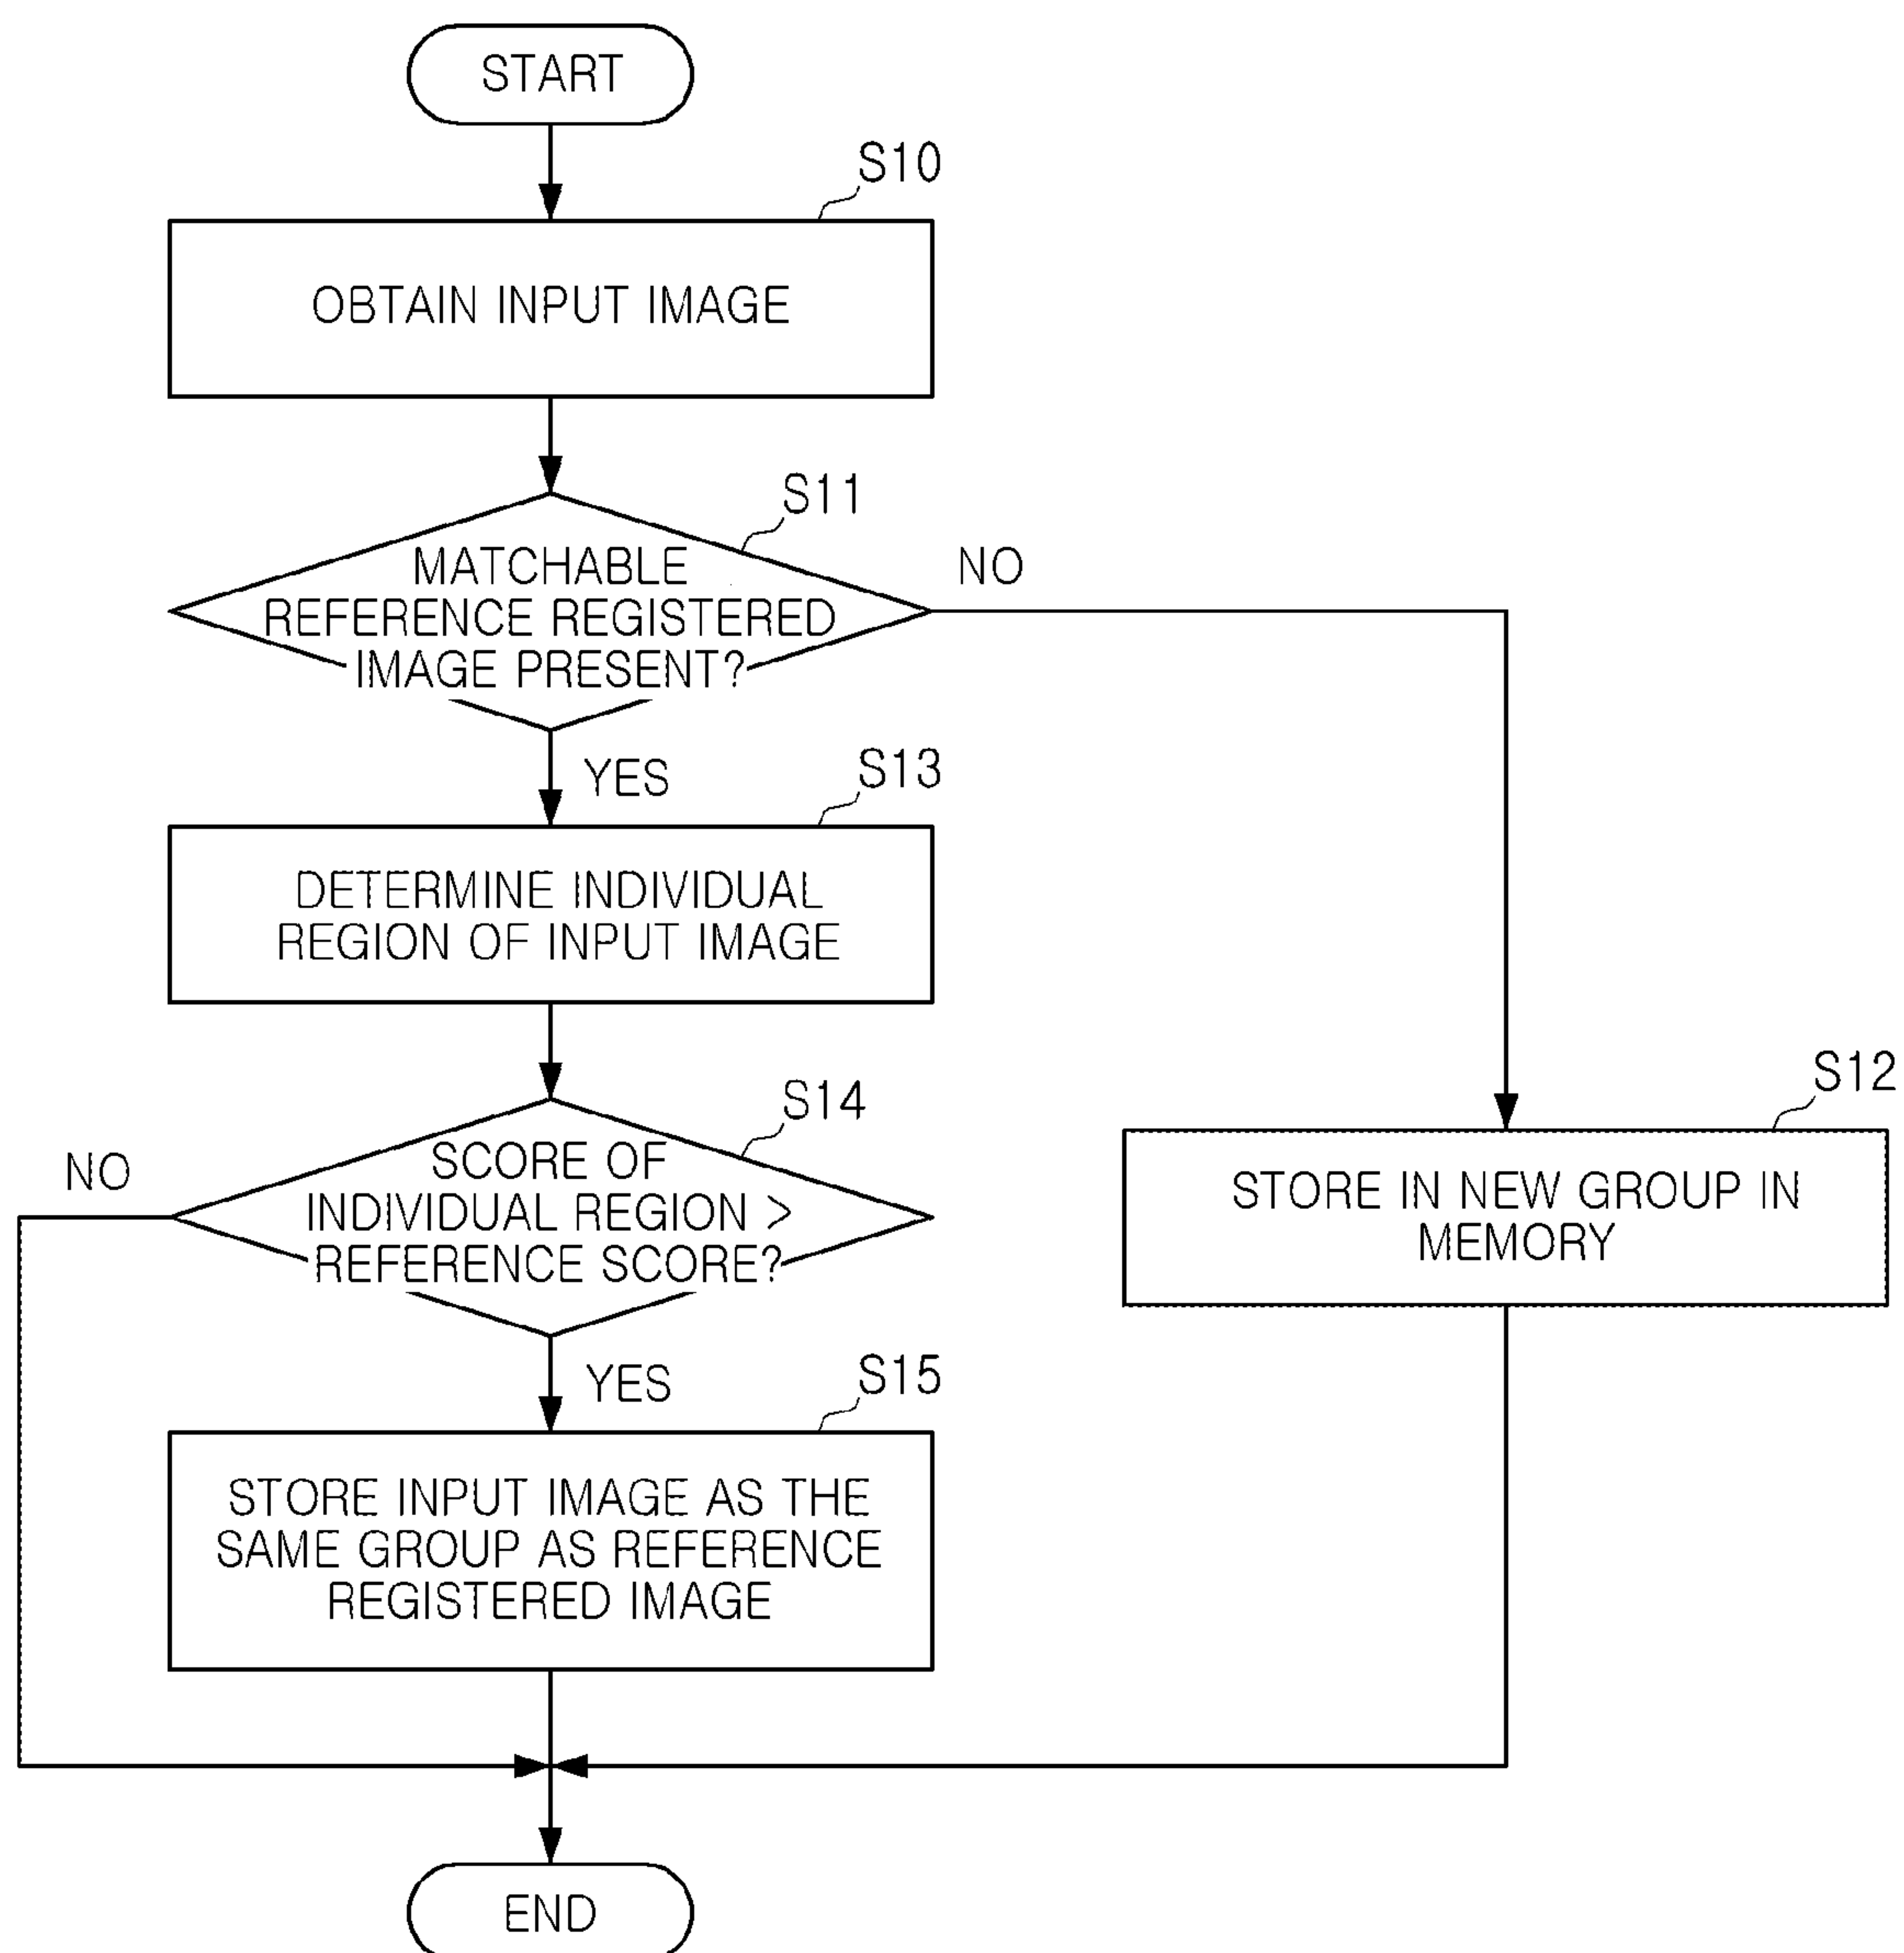 START
S10
OBTAIN INPUT IMAGE
S11
MATCHABLE
REFERENCE REGISTERED
IMAGE PRESENT?
NO
YES
S13
DETERMINE INDIVIDUAL
REGION OF INPUT IMAGE
S14
SCORE OF
INDIVIDUAL REGION >
REFERENCE SCORE?
NO
S12
STORE IN NEW GROUP IN
MEMORY
YES
S15
STORE INPUT IMAGE AS THE
SAME GROUP AS REFERENCE
REGISTERED IMAGE
END